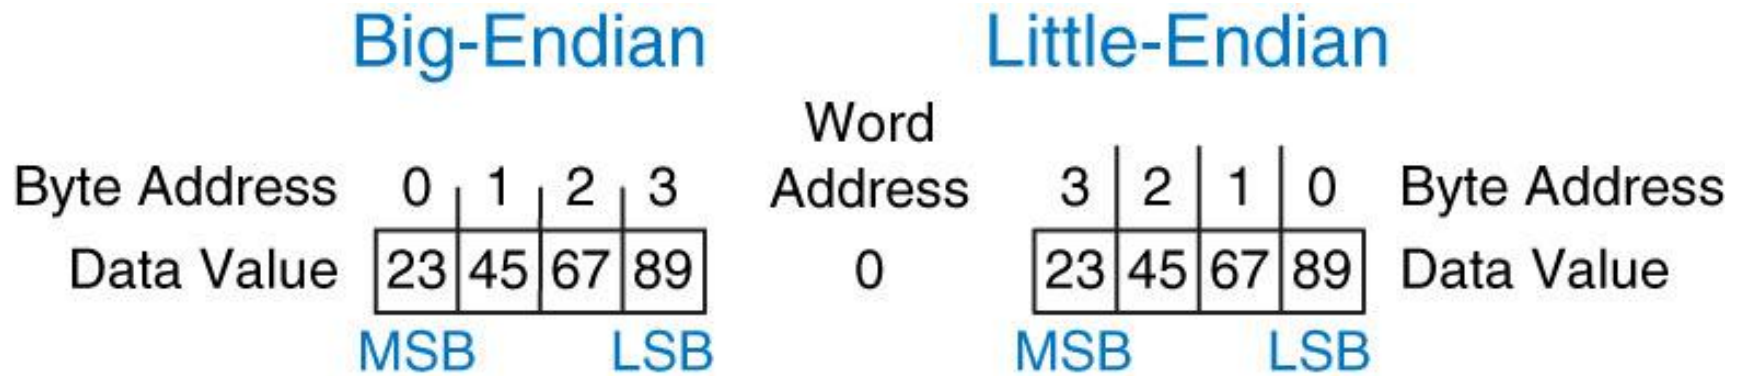 Big-Endian Little-Endian
Word
Byte Address 0 1 2 3 Address 3 2 1 0 Byte Address
Data Value 23 45 67 89 0 23 45 67 89 Data Value
MSB LSB MSB LSB